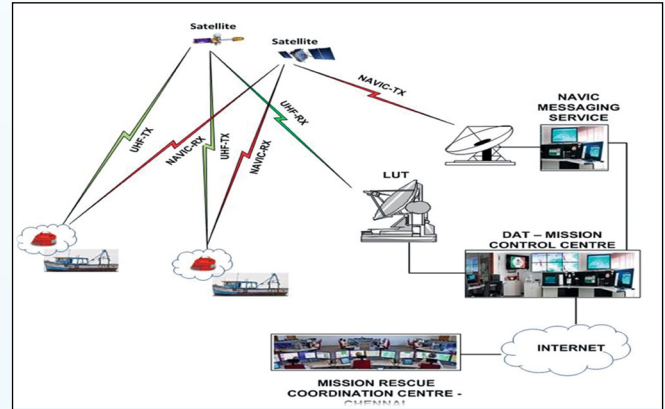 Satellite
Satellite
NAVIC-TX
UHF-RX
UHF-TX
NAVIC-RX
UHF-TX
NAVIC-RX
NAVIC
MESSAGING
SERVICE
LUT
DAT – MISSION
CONTROL CENTRE
INTERNET
MISSION RESCUE
COORDINATION CENTRE -
CHENNAI